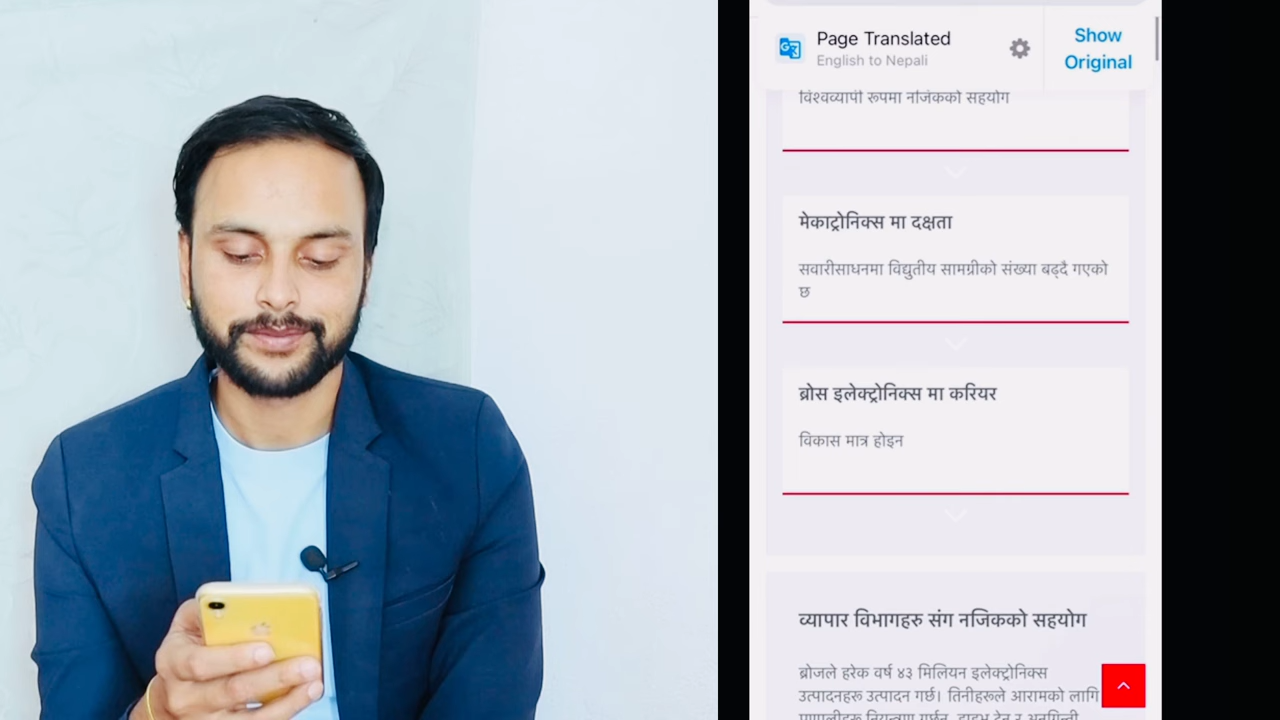 Page Translated
English to Nepali
Show
Original
विश्वव्यापी रूपमा नजिकको सहयोग
मेकाट्रोनिक्स मा दक्षता
सवारीसाधनमा विद्युतीय सामग्रीको संख्या बढ्दै गएको
छ
ब्रोस इलेक्ट्रोनिक्स मा करियर
विकास मात्र होइन
व्यापार विभागहरु संग नजिकको सहयोग
ब्रोजले हरेक वर्ष ४३ मिलियन इलेक्ट्रोनिक्स
उत्पादनहरू उत्पादन गर्छ। तिनीहरूले आरामको लागि